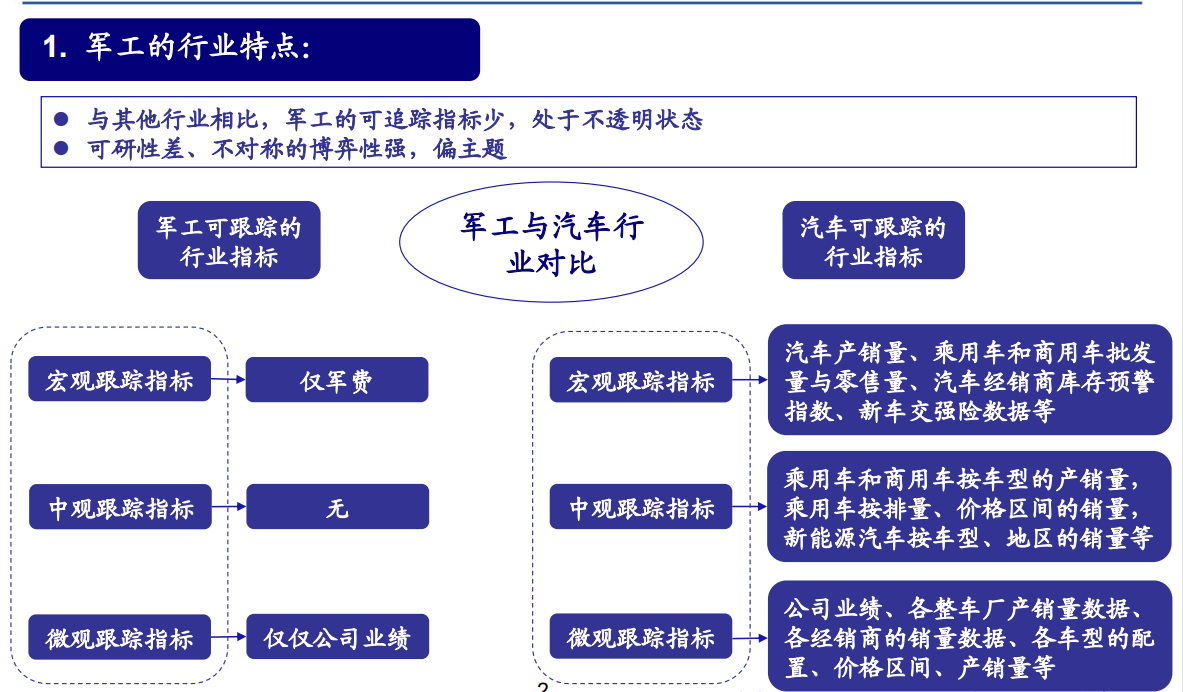 1. 军工的行业特点:
● 与其他行业相比，军工的可追踪指标少，处于不透明状态
● 可研性差、不对称的博弈性强，偏主题
军工可跟踪的
行业指标
军工与汽车行
业对比
汽车可跟踪的
行业指标
宏观跟踪指标
仅军费
宏观跟踪指标
汽车产销量、乘用车和商用车批发
量与零售量、汽车经销商库存预警
指数、新车交强险数据等
中观跟踪指标
无
中观跟踪指标
乘用车和商用车按车型的产销量，
乘用车按排量、价格区间的销量，
新能源汽车按车型、地区的销量等
微观跟踪指标
仅仅公司业绩
微观跟踪指标
公司业绩、各整车厂产销量数据、
各经销商的销量数据、各车型的配
置、价格区间、产销量等
2